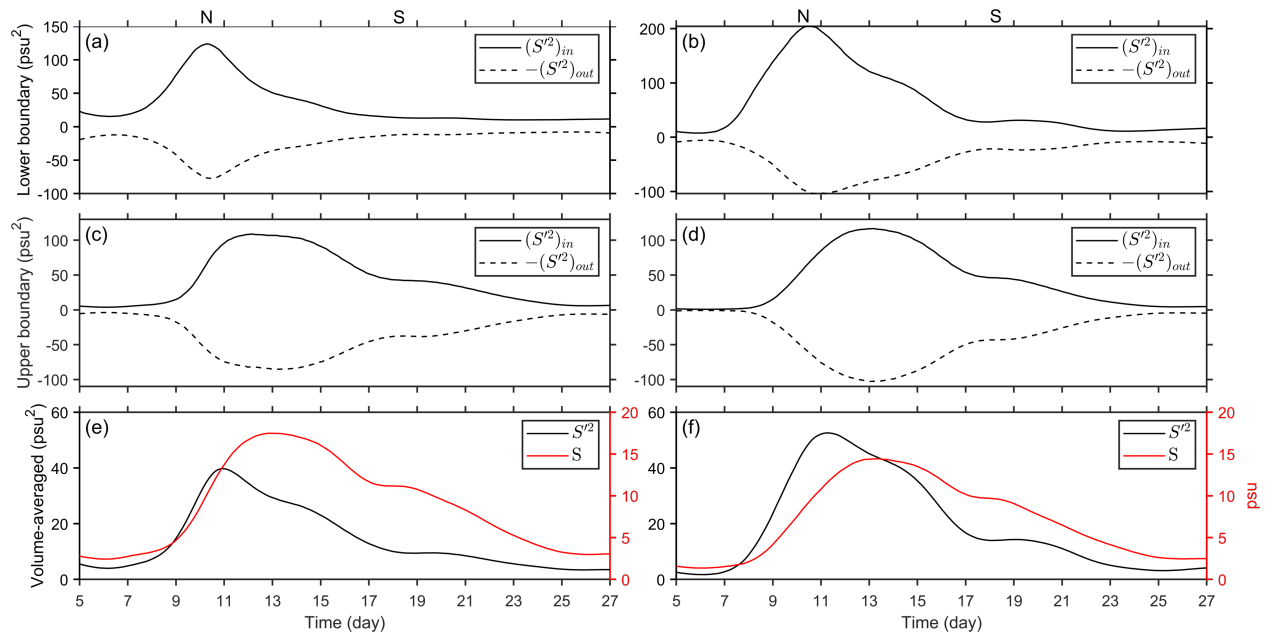 N S N S
(a) (S′²)in
−(S′²)out
Lower boundary (psu²)
150
100
50
0
-50
-100
(b) (S′²)in
−(S′²)out
200
100
0
-100
(c) (S′²)in
−(S′²)out
Upper boundary (psu²)
100
50
0
-50
-100
(d) (S′²)in
−(S′²)out
100
50
0
-50
-100
(e) S′²
S
Volume-averaged (psu²)
60
40
20
0
20
15
10
5
0
5 7 9 11 13 15 17 19 21 23 25 27
Time (day)
(f) S′²
S
60
40
20
0
20
15
10
5
0
psu
5 7 9 11 13 15 17 19 21 23 25 27
Time (day)